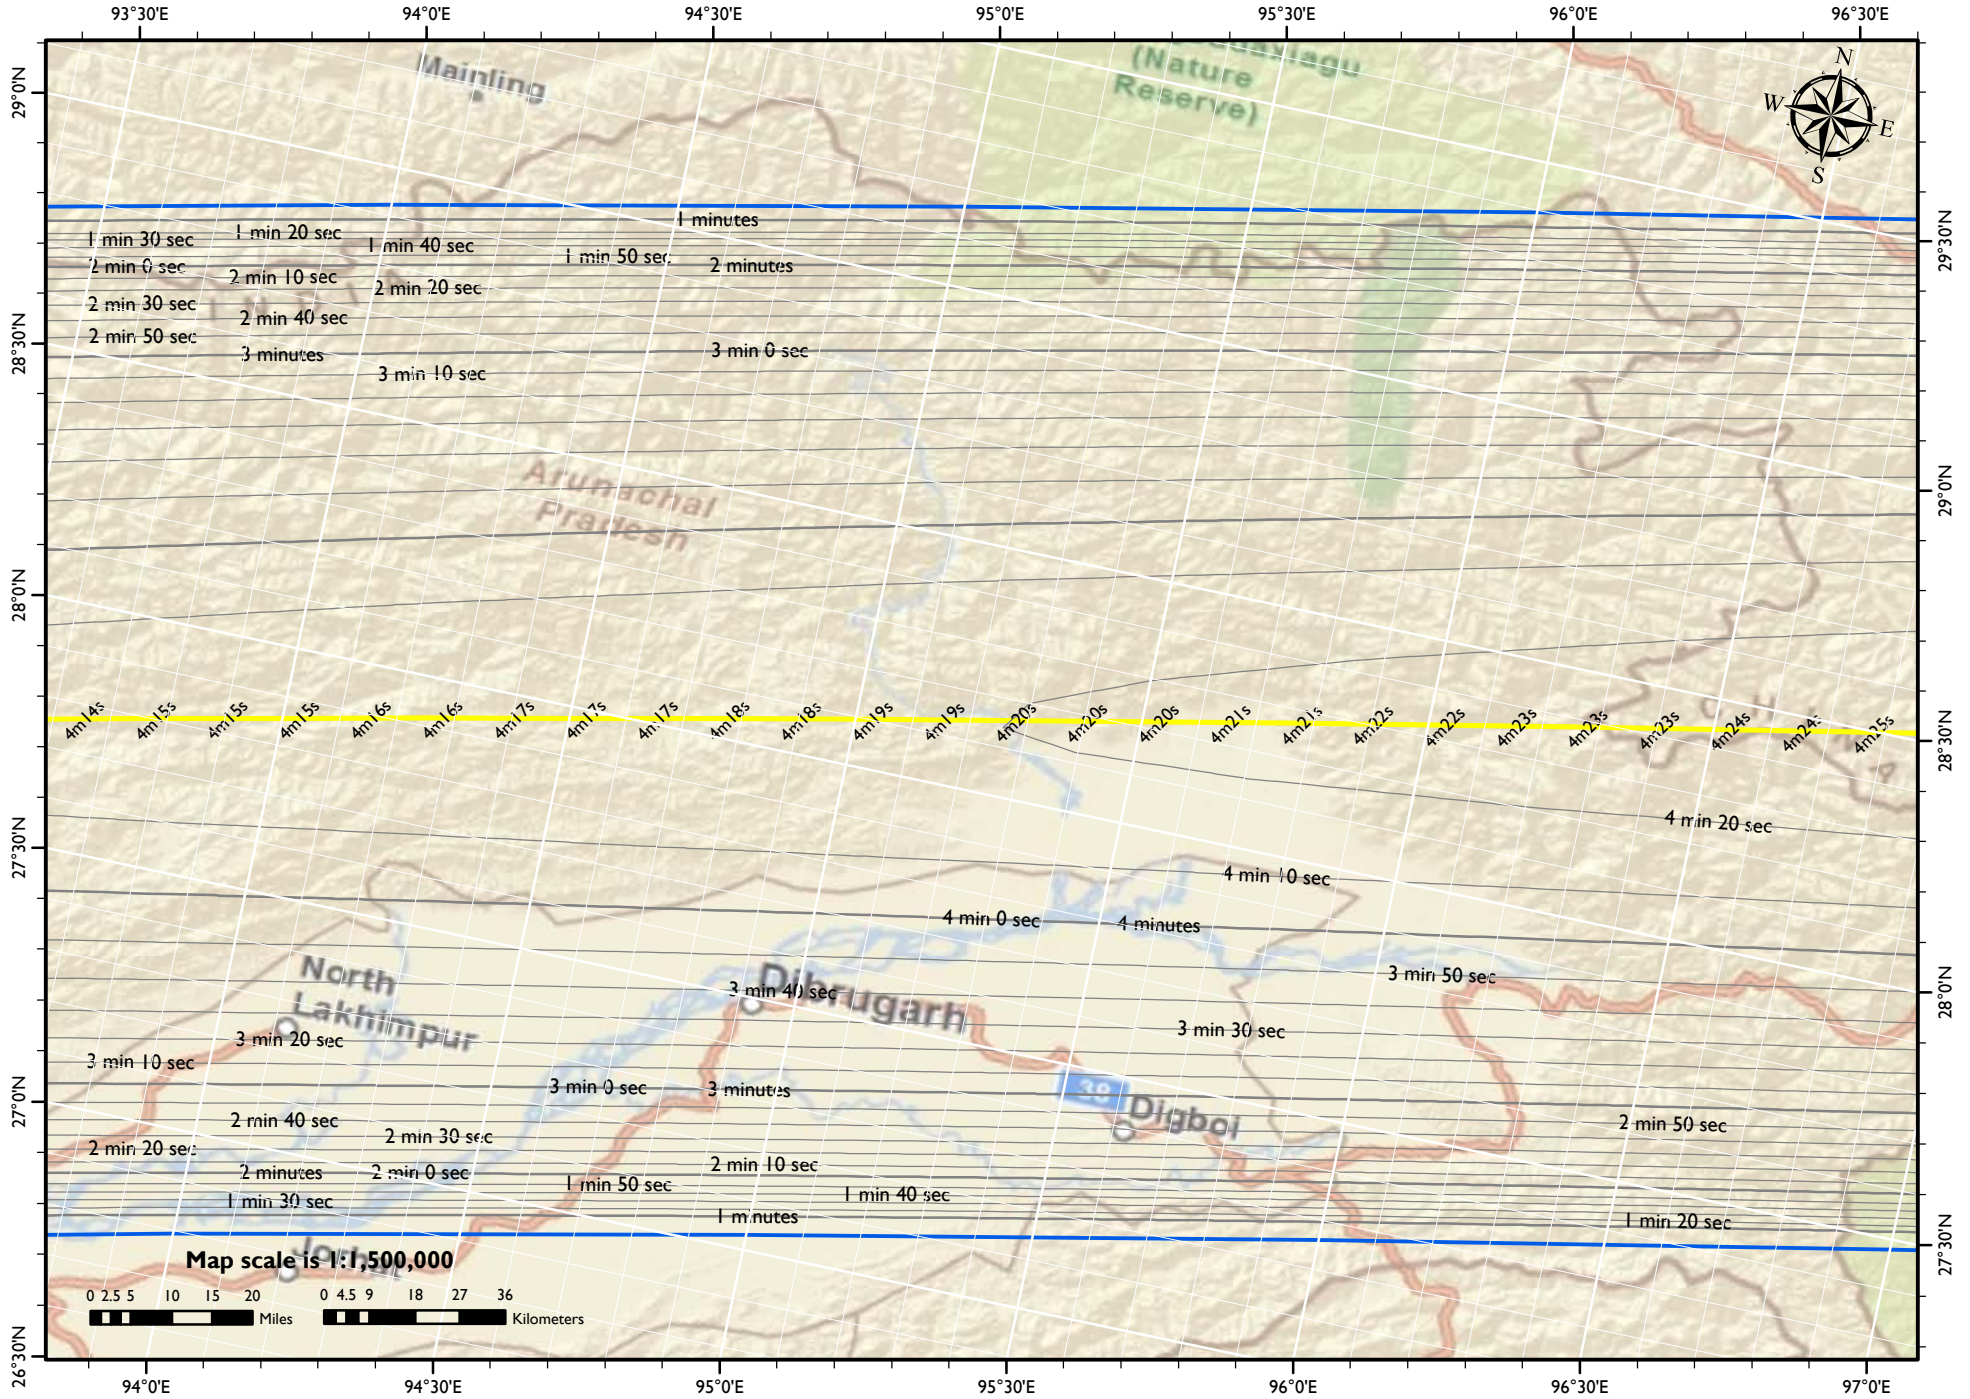 93°30'E 94°0'E 94°30'E 95°0'E 95°30'E 96°0'E 96°30'E
Mainling
(Nature
Reserve)
N
W
E
S
29°0'N
28°30'N
28°0'N
27°30'N
27°0'N
26°30'N
29°30'N
29°0'N
28°30'N
28°0'N
27°30'N
1 minutes
1 min 30 sec
1 min 20 sec
1 min 40 sec
1 min 50 sec
2 minutes
2 min 0 sec
2 min 10 sec
2 min 20 sec
2 min 30 sec
2 min 40 sec
2 min 50 sec
3 minutes
3 min 0 sec
3 min 10 sec
Arunachal
Pradesh
4m14s 4m15s 4m15s 4m15s 4m16s 4m16s 4m17s 4m17s 4m17s 4m18s 4m18s 4m19s 4m19s 4m20s 4m20s 4m20s 4m21s 4m21s 4m22s 4m22s 4m23s 4m23s 4m23s 4m24s 4m24s 4m25s
4 min 20 sec
4 min 10 sec
4 min 0 sec
4 minutes
3 min 50 sec
North
Lakhimpur
Dibrugarh
3 min 40 sec
3 min 30 sec
3 min 20 sec
3 min 10 sec
3 min 0 sec
3 minutes
38
Digboi
2 min 50 sec
2 min 40 sec
2 min 30 sec
2 min 20 sec
2 min 10 sec
2 minutes
2 min 0 sec
1 min 50 sec
1 min 40 sec
1 min 30 sec
1 minutes
1 min 20 sec
Map scale is 1:1,500,000
0 2.5 5 10 15 20
Miles
0 4.5 9 18 27 36
Kilometers
94°0'E 94°30'E 95°0'E 95°30'E 96°0'E 96°30'E 97°0'E